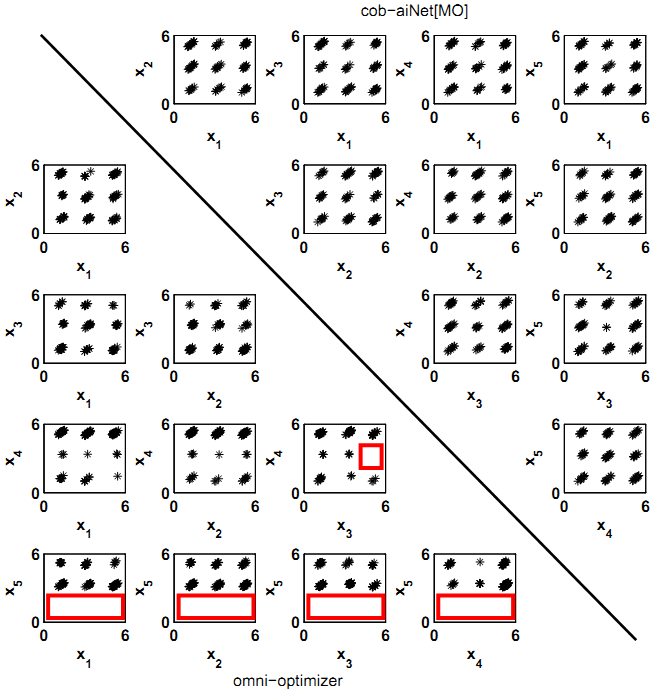 cob-aiNet[MO]
6 6 6 6
x2 x3 x4 x5
0 0 0 0
0 6 0 6 0 6 0 6
x1 x1 x1 x1
6 6 6 6
x2 x3 x4 x5
0 0 0 0
0 6 0 6 0 6 0 6
x1 x2 x2 x2
6 6 6 6
x3 x3 x4 x5
0 0 0 0
0 6 0 6 0 6 0 6
x1 x2 x3 x3
6 6 6 6
x4 x4 x4 x5
0 0 0 0
0 6 0 6 0 6 0 6
x1 x2 x3 x4
6 6 6 6
x5 x5 x5 x5
0 0 0 0
0 6 0 6 0 6 0 6
x1 x2 x3 x4
omni-optimizer